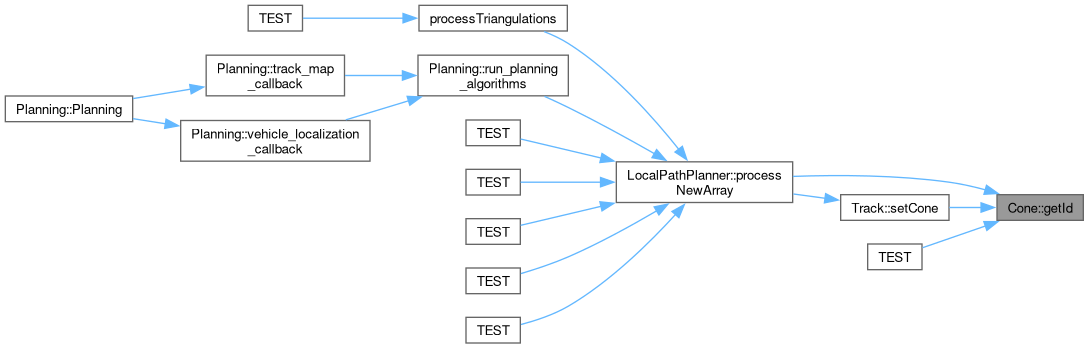 TEST
processTriangulations
Planning::track_map
_callback
Planning::run_planning
_algorithms
Planning::Planning
Planning::vehicle_localization
_callback
TEST
TEST
LocalPathPlanner::process
NewArray
Track::setCone
Cone::getId
TEST
TEST
TEST
TEST